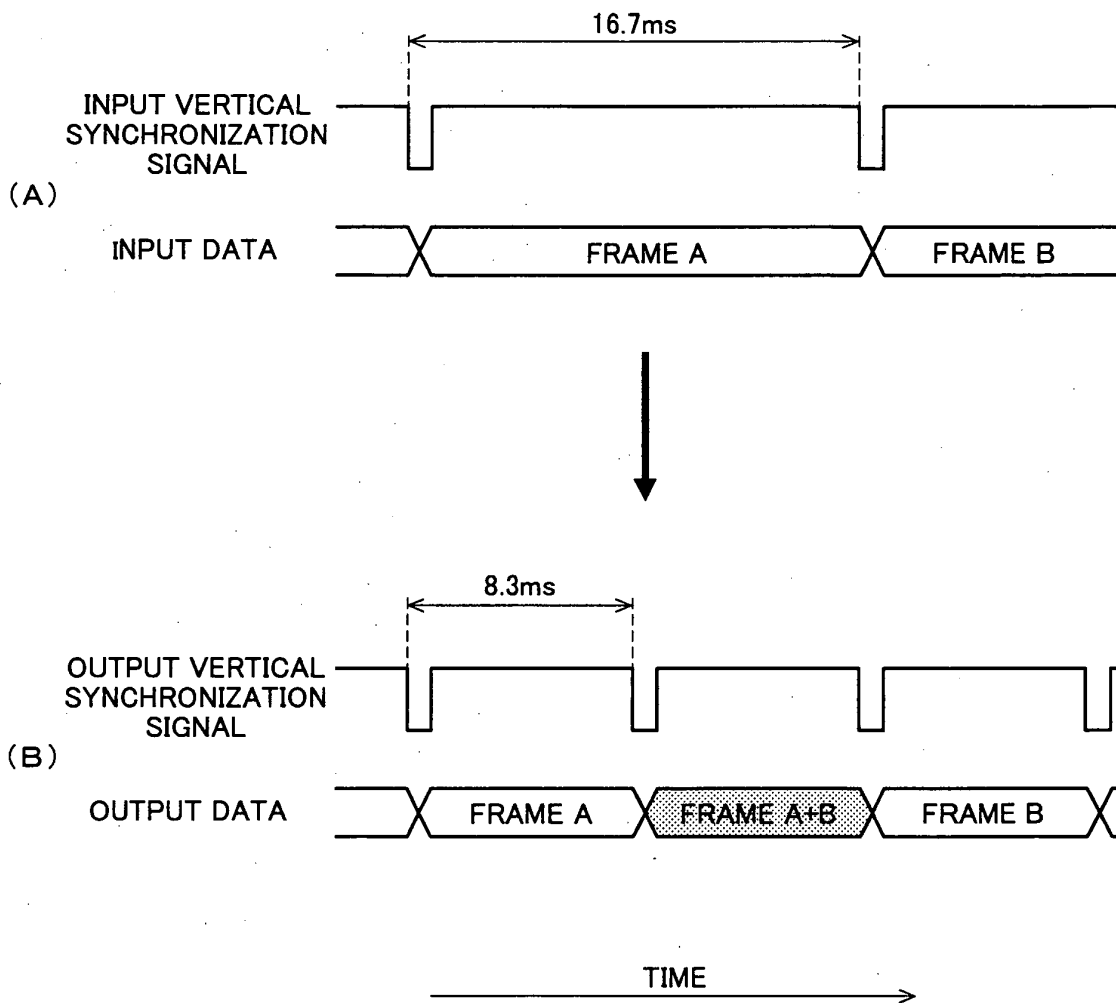 16.7ms
INPUT VERTICAL
SYNCHRONIZATION
SIGNAL
(A)
INPUT DATA
FRAME A
FRAME B
8.3ms
OUTPUT VERTICAL
SYNCHRONIZATION
SIGNAL
(B)
OUTPUT DATA
FRAME A
FRAME A+B
FRAME B
TIME